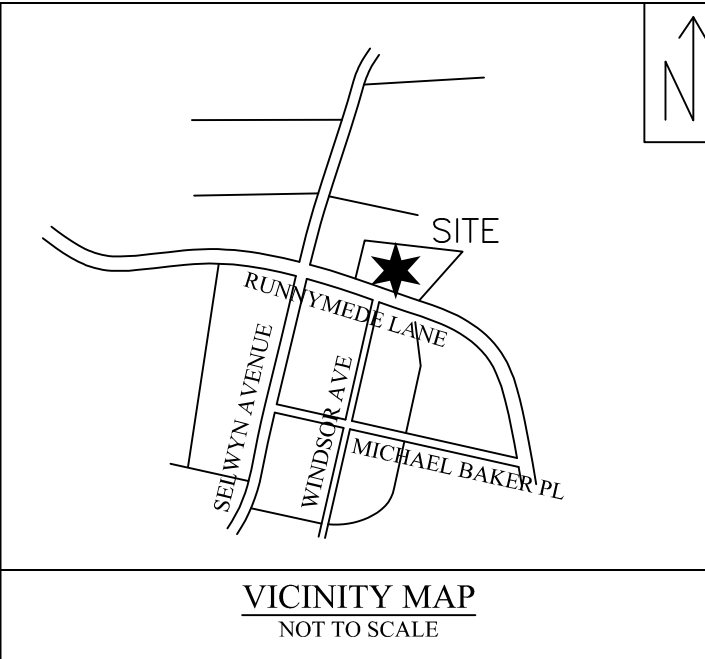 N
SITE
RUNNYMEDE LANE
SELWYN AVENUE
WINDSOR AVE
MICHAEL BAKER PL
VICINITY MAP
NOT TO SCALE